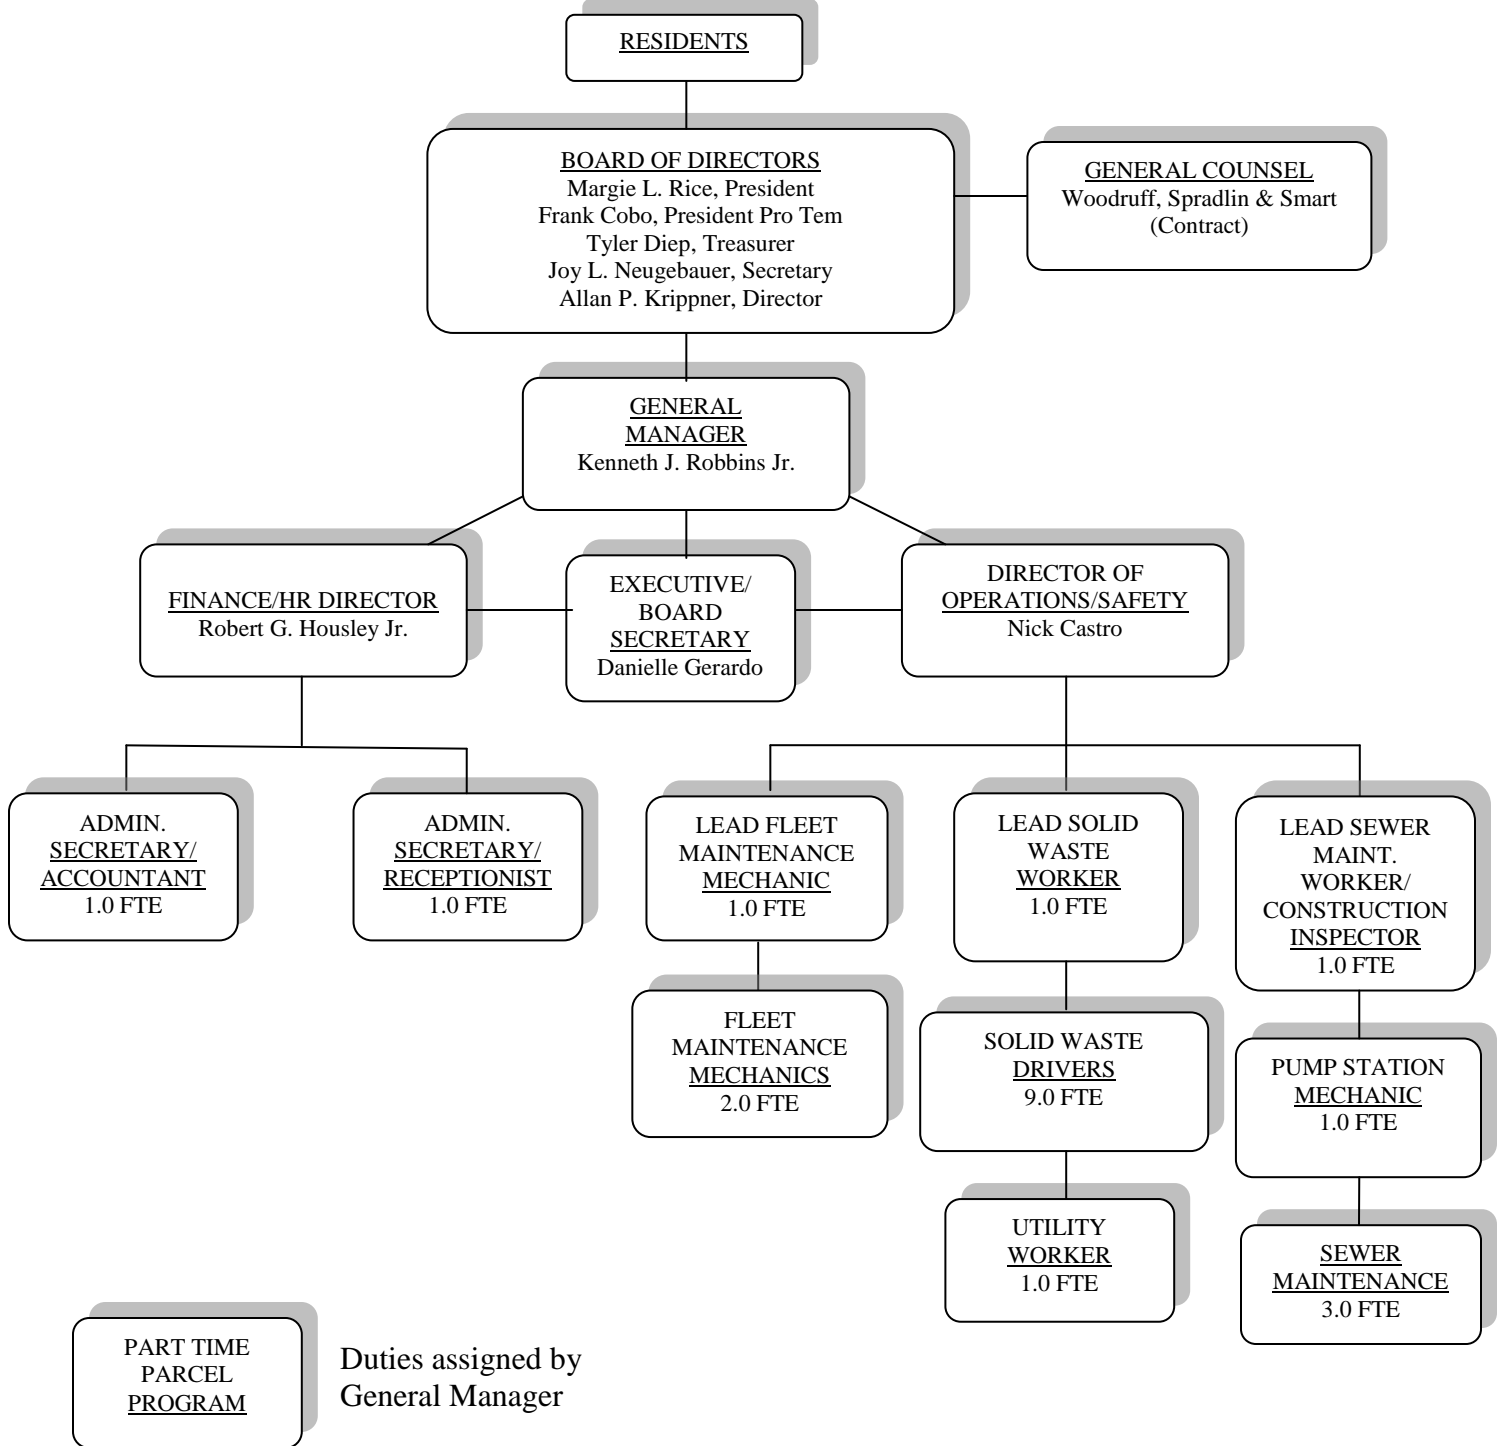 RESIDENTS
BOARD OF DIRECTORS
Margie L. Rice, President
Frank Cobo, President Pro Tem
Tyler Diep, Treasurer
Joy L. Neugebauer, Secretary
Allan P. Krippner, Director
GENERAL COUNSEL
Woodruff, Spradlin & Smart
(Contract)
GENERAL
MANAGER
Kenneth J. Robbins Jr.
FINANCE/HR DIRECTOR
Robert G. Housley Jr.
EXECUTIVE/
BOARD
SECRETARY
Danielle Gerardo
DIRECTOR OF
OPERATIONS/SAFETY
Nick Castro
ADMIN.
SECRETARY/
ACCOUNTANT
1.0 FTE
ADMIN.
SECRETARY/
RECEPTIONIST
1.0 FTE
LEAD FLEET
MAINTENANCE
MECHANIC
1.0 FTE
LEAD SOLID
WASTE
WORKER
1.0 FTE
LEAD SEWER
MAINT.
WORKER/
CONSTRUCTION
INSPECTOR
1.0 FTE
FLEET
MAINTENANCE
MECHANICS
2.0 FTE
SOLID WASTE
DRIVERS
9.0 FTE
PUMP STATION
MECHANIC
1.0 FTE
UTILITY
WORKER
1.0 FTE
SEWER
MAINTENANCE
3.0 FTE
PART TIME
PARCEL
PROGRAM
Duties assigned by
General Manager